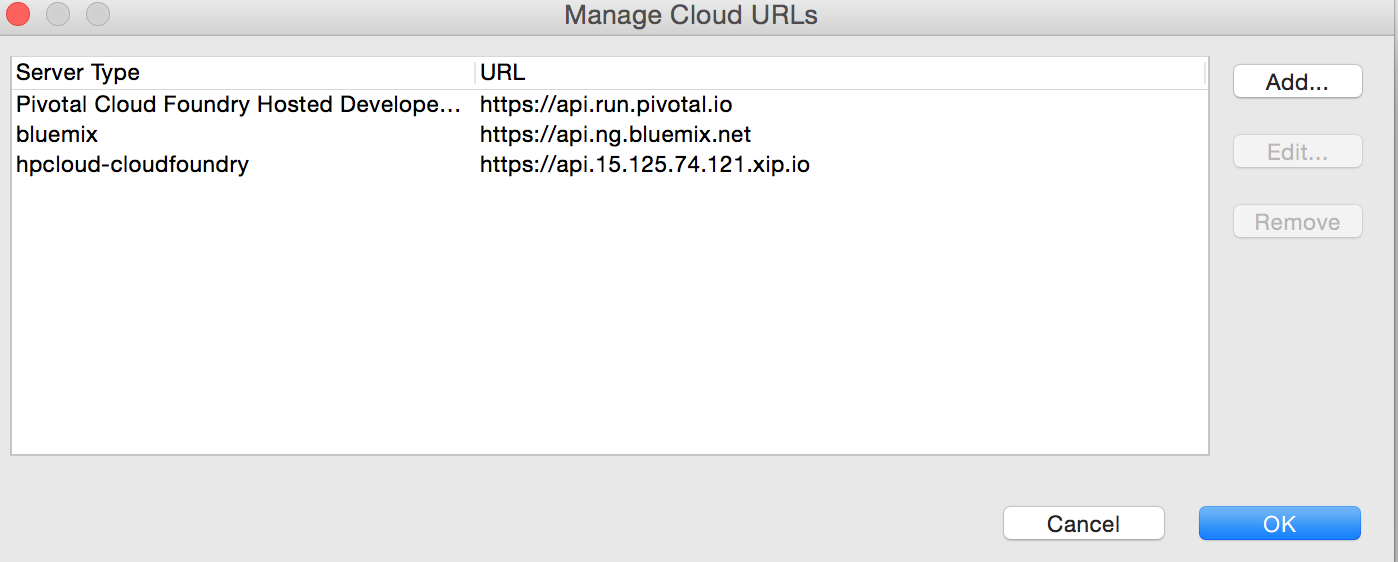 Manage Cloud URLs
Server Type URL
Pivotal Cloud Foundry Hosted Develope... https://api.run.pivotal.io
bluemix https://api.ng.bluemix.net
hpcloud-cloudfoundry https://api.15.125.74.121.xip.io
Add...
Edit...
Remove
Cancel OK